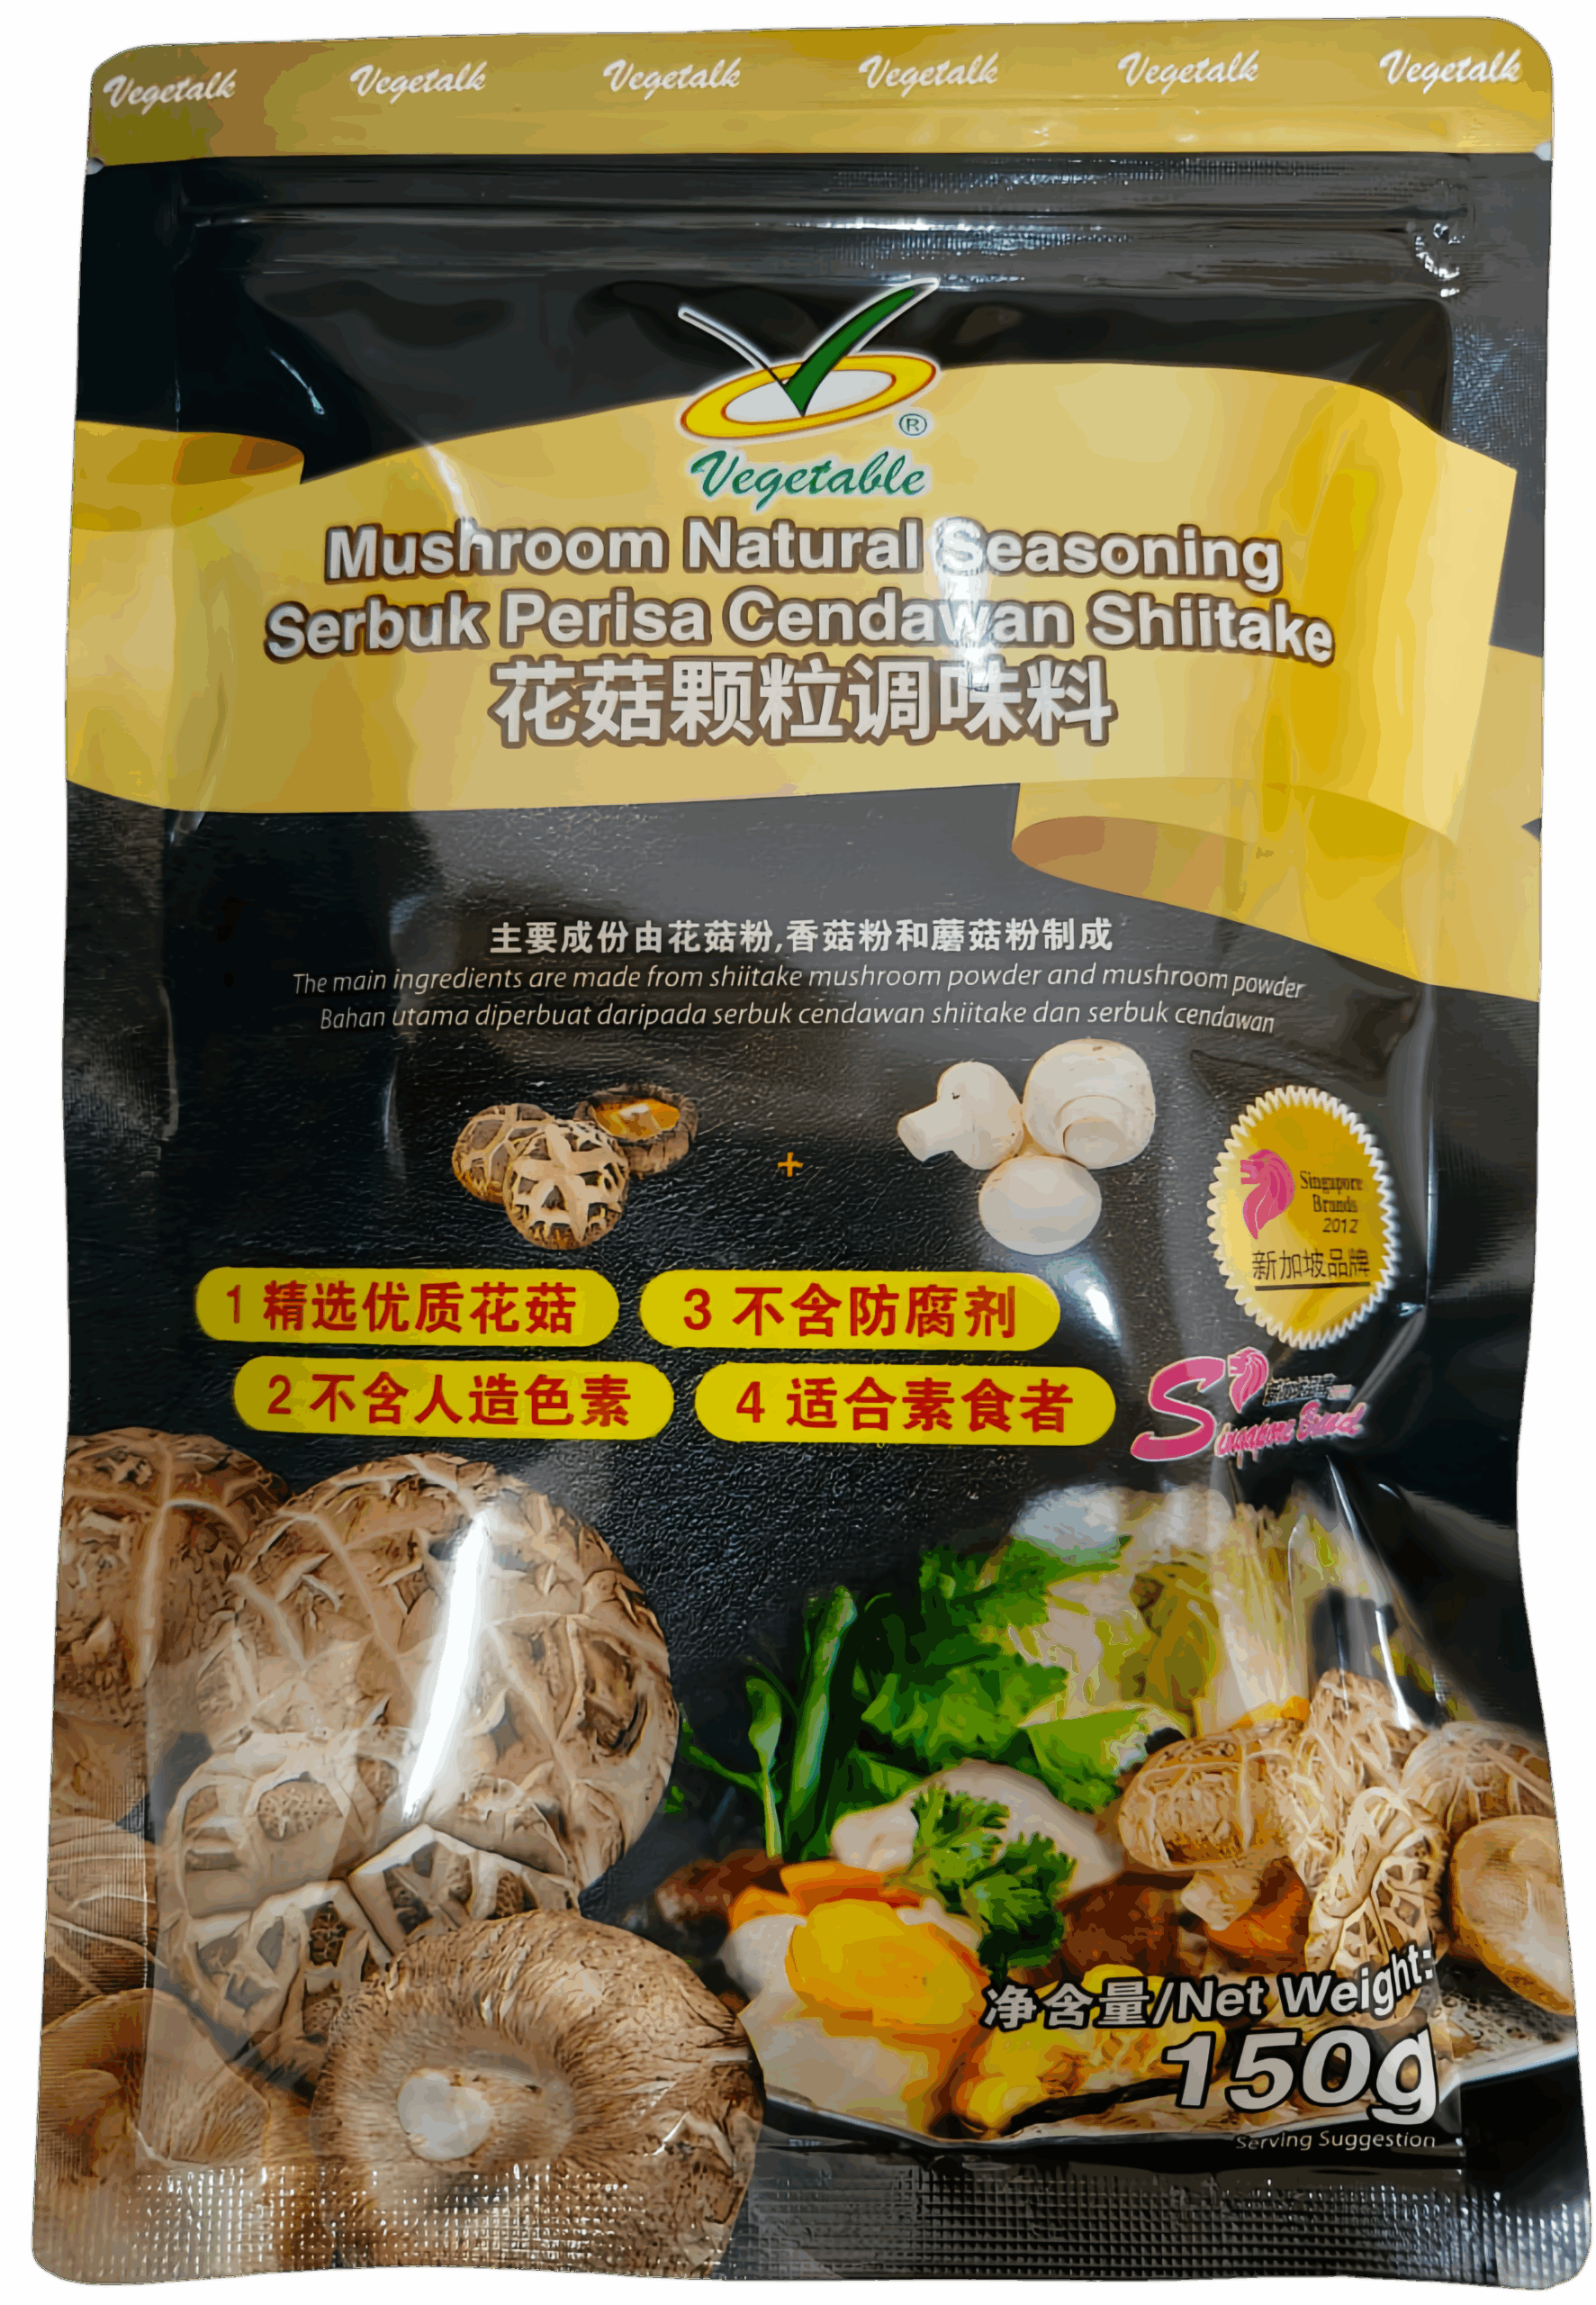 Vegetalk Vegetalk Vegetalk Vegetalk Vegetalk Vegetalk
®
Vegetable
Mushroom Natural Seasoning
Serbuk Perisa Cendawan Shiitake
花菇颗粒调味料
主要成份由花菇粉,香菇粉和蘑菇粉制成
The main ingredients are made from shiitake mushroom powder and mushroom powder
Bahan utama diperbuat daripada serbuk cendawan shiitake dan serbuk cendawan
+
Singapore
Brands
2012
新加坡品牌
1 精选优质花菇
3 不含防腐剂
2 不含人造色素
4 适合素食者
Singapore Brand
净含量/Net Weight:
150g
Serving Suggestion